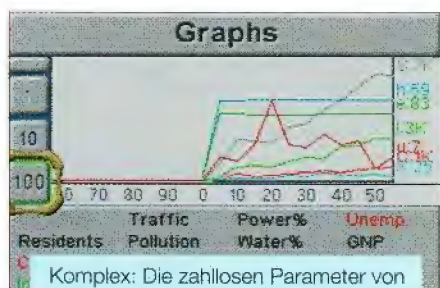 Graphs
10
100
70 80 90 0 10 20 30 40 50
Traffic Power% Unemp.
Residents Pollution Water% GNP
Komplex: Die zahllosen Parameter von